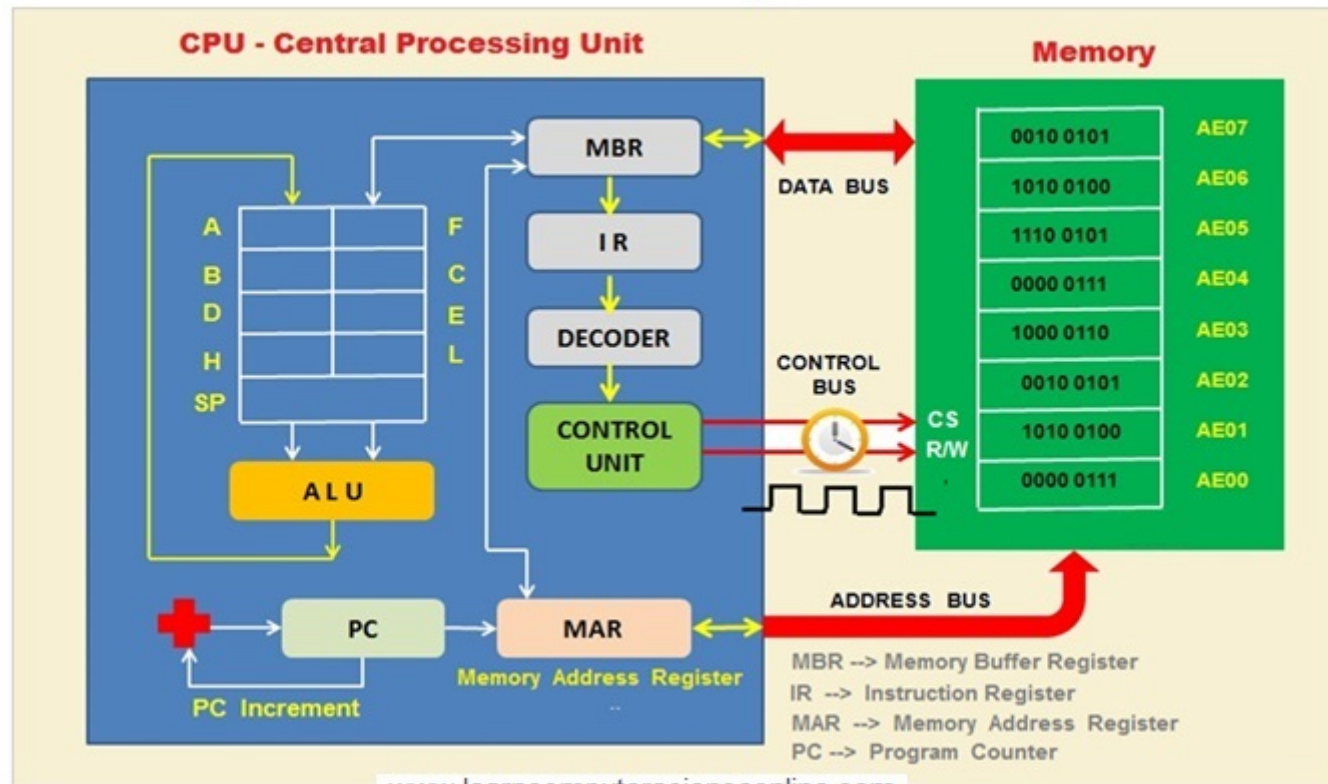 CPU - Central Processing Unit
Memory
MBR
DATA BUS
0010 0101 AE07
1010 0100 AE06
1110 0101 AE05
0000 0111 AE04
1000 0110 AE03
0010 0101 AE02
1010 0100 AE01
0000 0111 AE00
A F
B C
D E
H L
SP
I R
DECODER
CONTROL
UNIT
CONTROL
BUS
CS
R/W
A L U
PC
MAR
ADDRESS BUS
Memory Address Register
PC Increment
MBR --> Memory Buffer Register
IR --> Instruction Register
MAR --> Memory Address Register
PC --> Program Counter